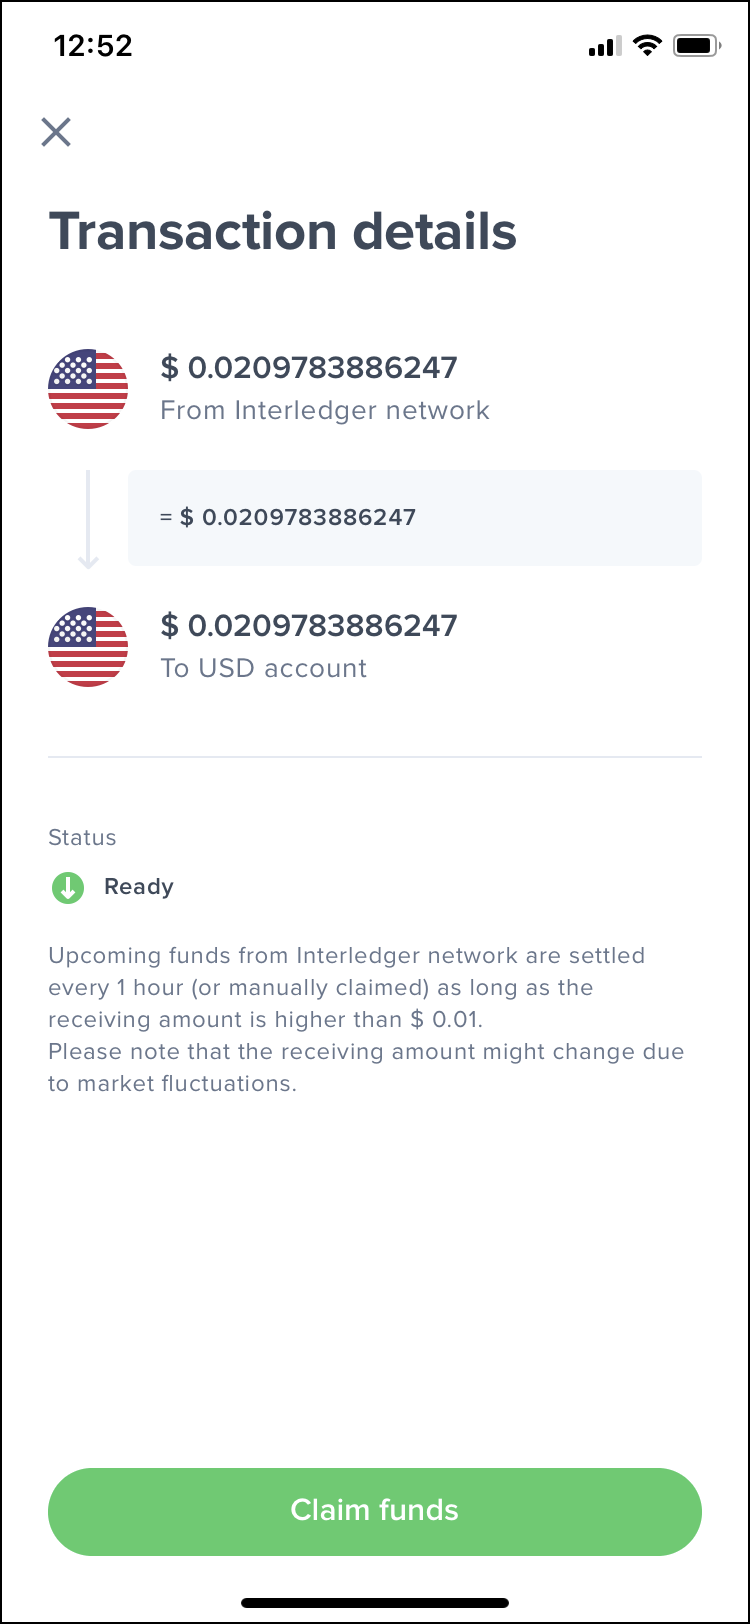 12:52
Transaction details
$ 0.0209783886247
From Interledger network
= $ 0.0209783886247
$ 0.0209783886247
To USD account
Status
Ready
Upcoming funds from Interledger network are settled
every 1 hour (or manually claimed) as long as the
receiving amount is higher than $ 0.01.
Please note that the receiving amount might change due
to market fluctuations.
Claim funds